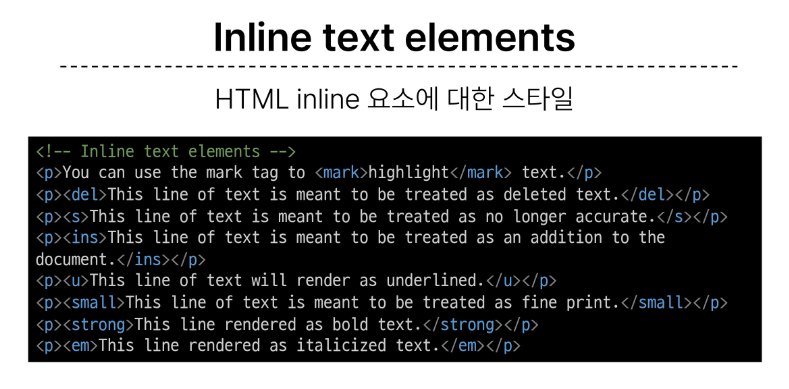 Inline text elements
HTML inline 요소에 대한 스타일
<!-- Inline text elements -->
<p>You can use the mark tag to <mark>highlight</mark> text.</p>
<p><del>This line of text is meant to be treated as deleted text.</del></p>
<p><s>This line of text is meant to be treated as no longer accurate.</s></p>
<p><ins>This line of text is meant to be treated as an addition to the
document.</ins></p>
<p><u>This line of text will render as underlined.</u></p>
<p><small>This line of text is meant to be treated as fine print.</small></p>
<p><strong>This line rendered as bold text.</strong></p>
<p><em>This line rendered as italicized text.</em></p>